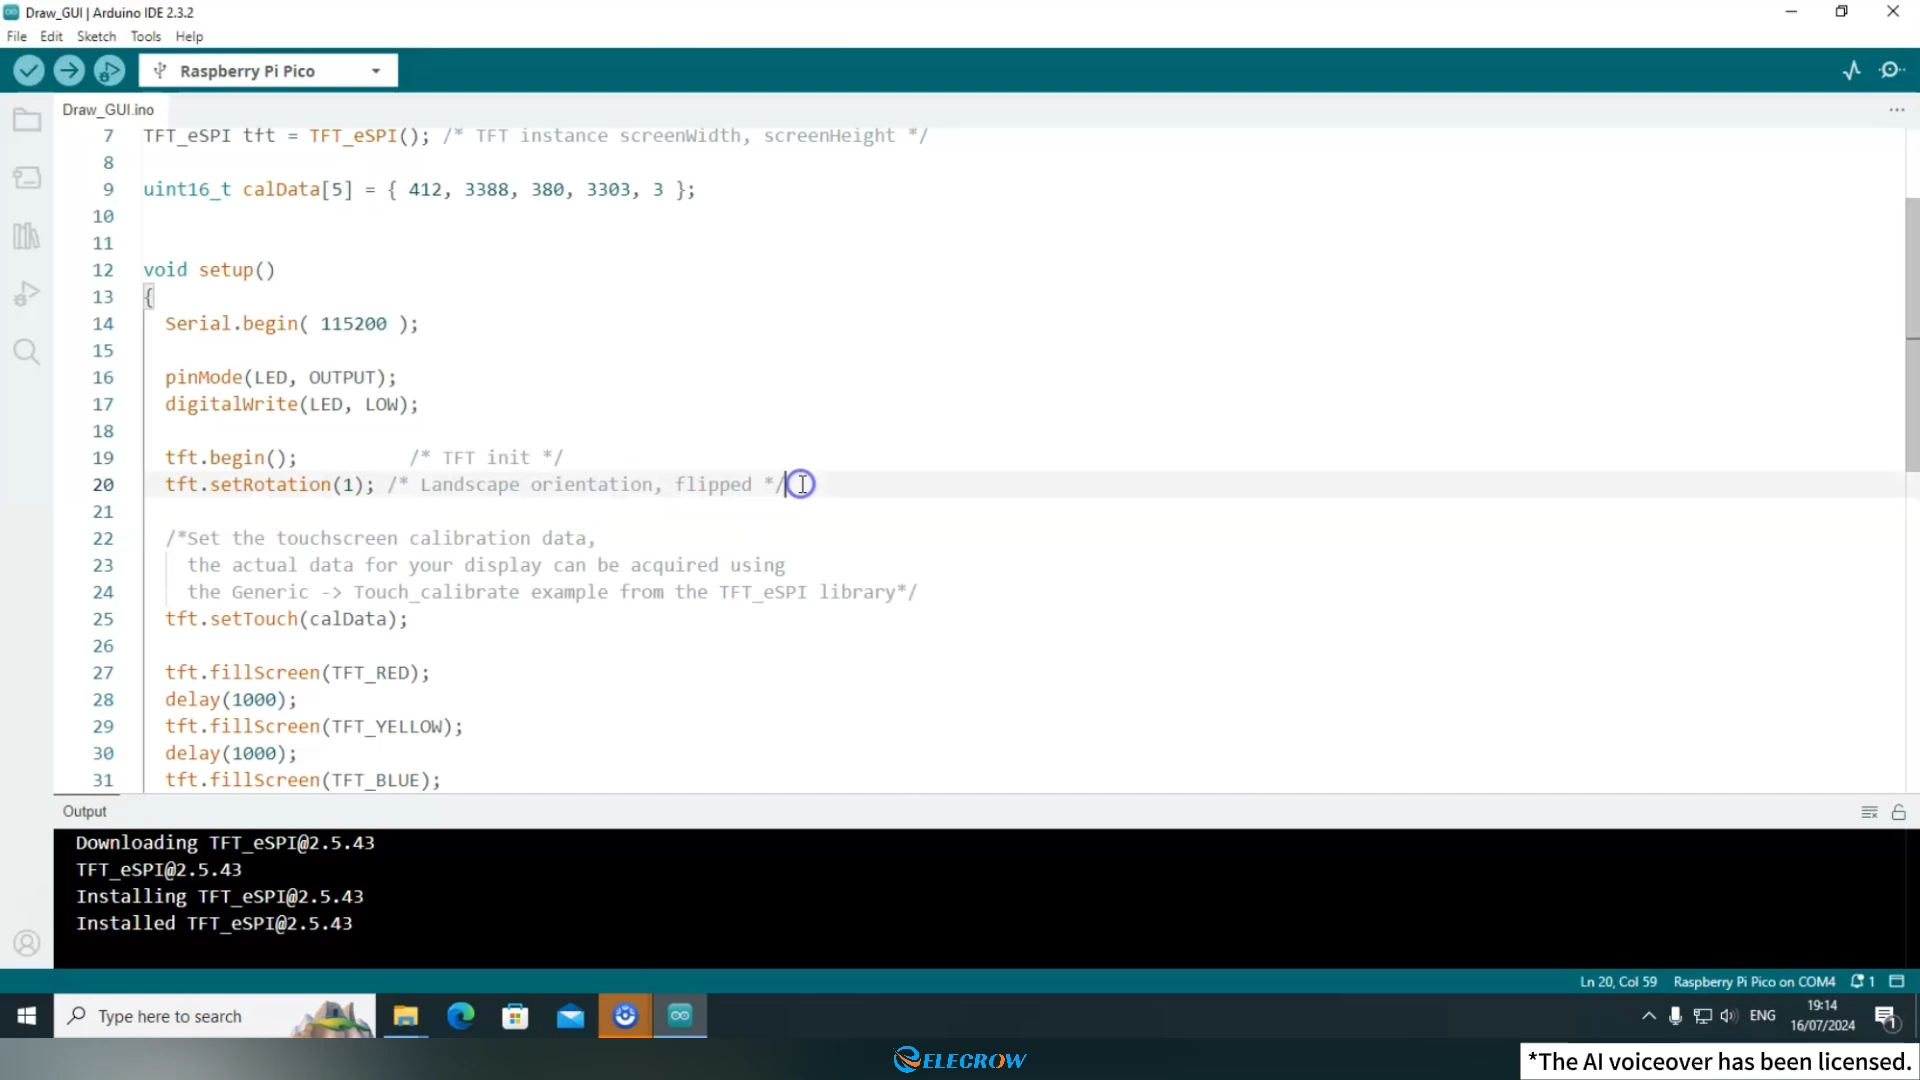 Draw_GUI | Arduino IDE 2.3.2
File Edit Sketch Tools Help
Raspberry Pi Pico
Draw_GUI.ino
7 TFT_eSPI tft = TFT_eSPI(); /* TFT instance screenWidth, screenHeight */
8
9 uint16_t calData[5] = { 412, 3388, 380, 3303, 3 };
10
11
12 void setup()
13 {
14 Serial.begin( 115200 );
15
16 pinMode(LED, OUTPUT);
17 digitalWrite(LED, LOW);
18
19 tft.begin(); /* TFT init */
20 tft.setRotation(1); /* Landscape orientation, flipped */
21
22 /*Set the touchscreen calibration data,
23 the actual data for your display can be acquired using
24 the Generic -> Touch_calibrate example from the TFT_eSPI library*/
25 tft.setTouch(calData);
26
27 tft.fillScreen(TFT_RED);
28 delay(1000);
29 tft.fillScreen(TFT_YELLOW);
30 delay(1000);
31 tft.fillScreen(TFT_BLUE);
Output
Downloading TFT_eSPI@2.5.43
TFT_eSPI@2.5.43
Installing TFT_eSPI@2.5.43
Installed TFT_eSPI@2.5.43
Ln 20, Col 59 Raspberry Pi Pico on COM4 1
Type here to search
ENG
19:14
16/07/2024
1
ELECROW
*The AI voiceover has been licensed.